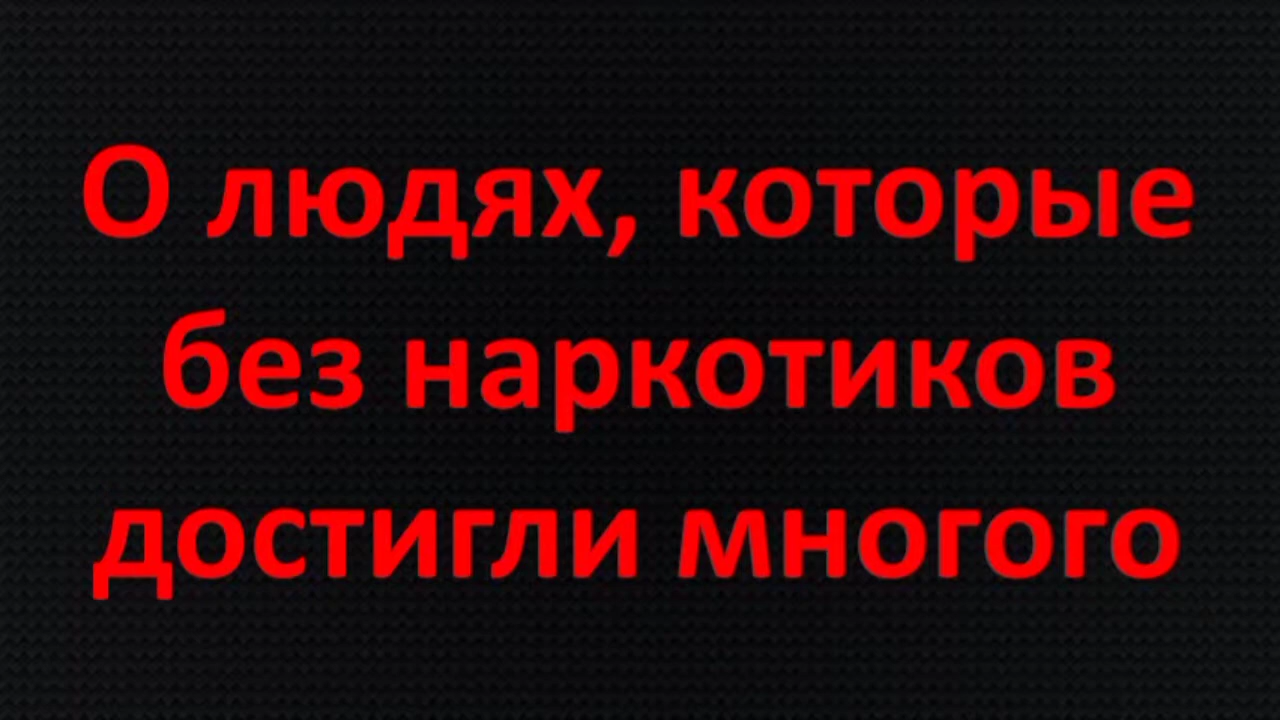 О людях, которые
без наркотиков
достигли многого